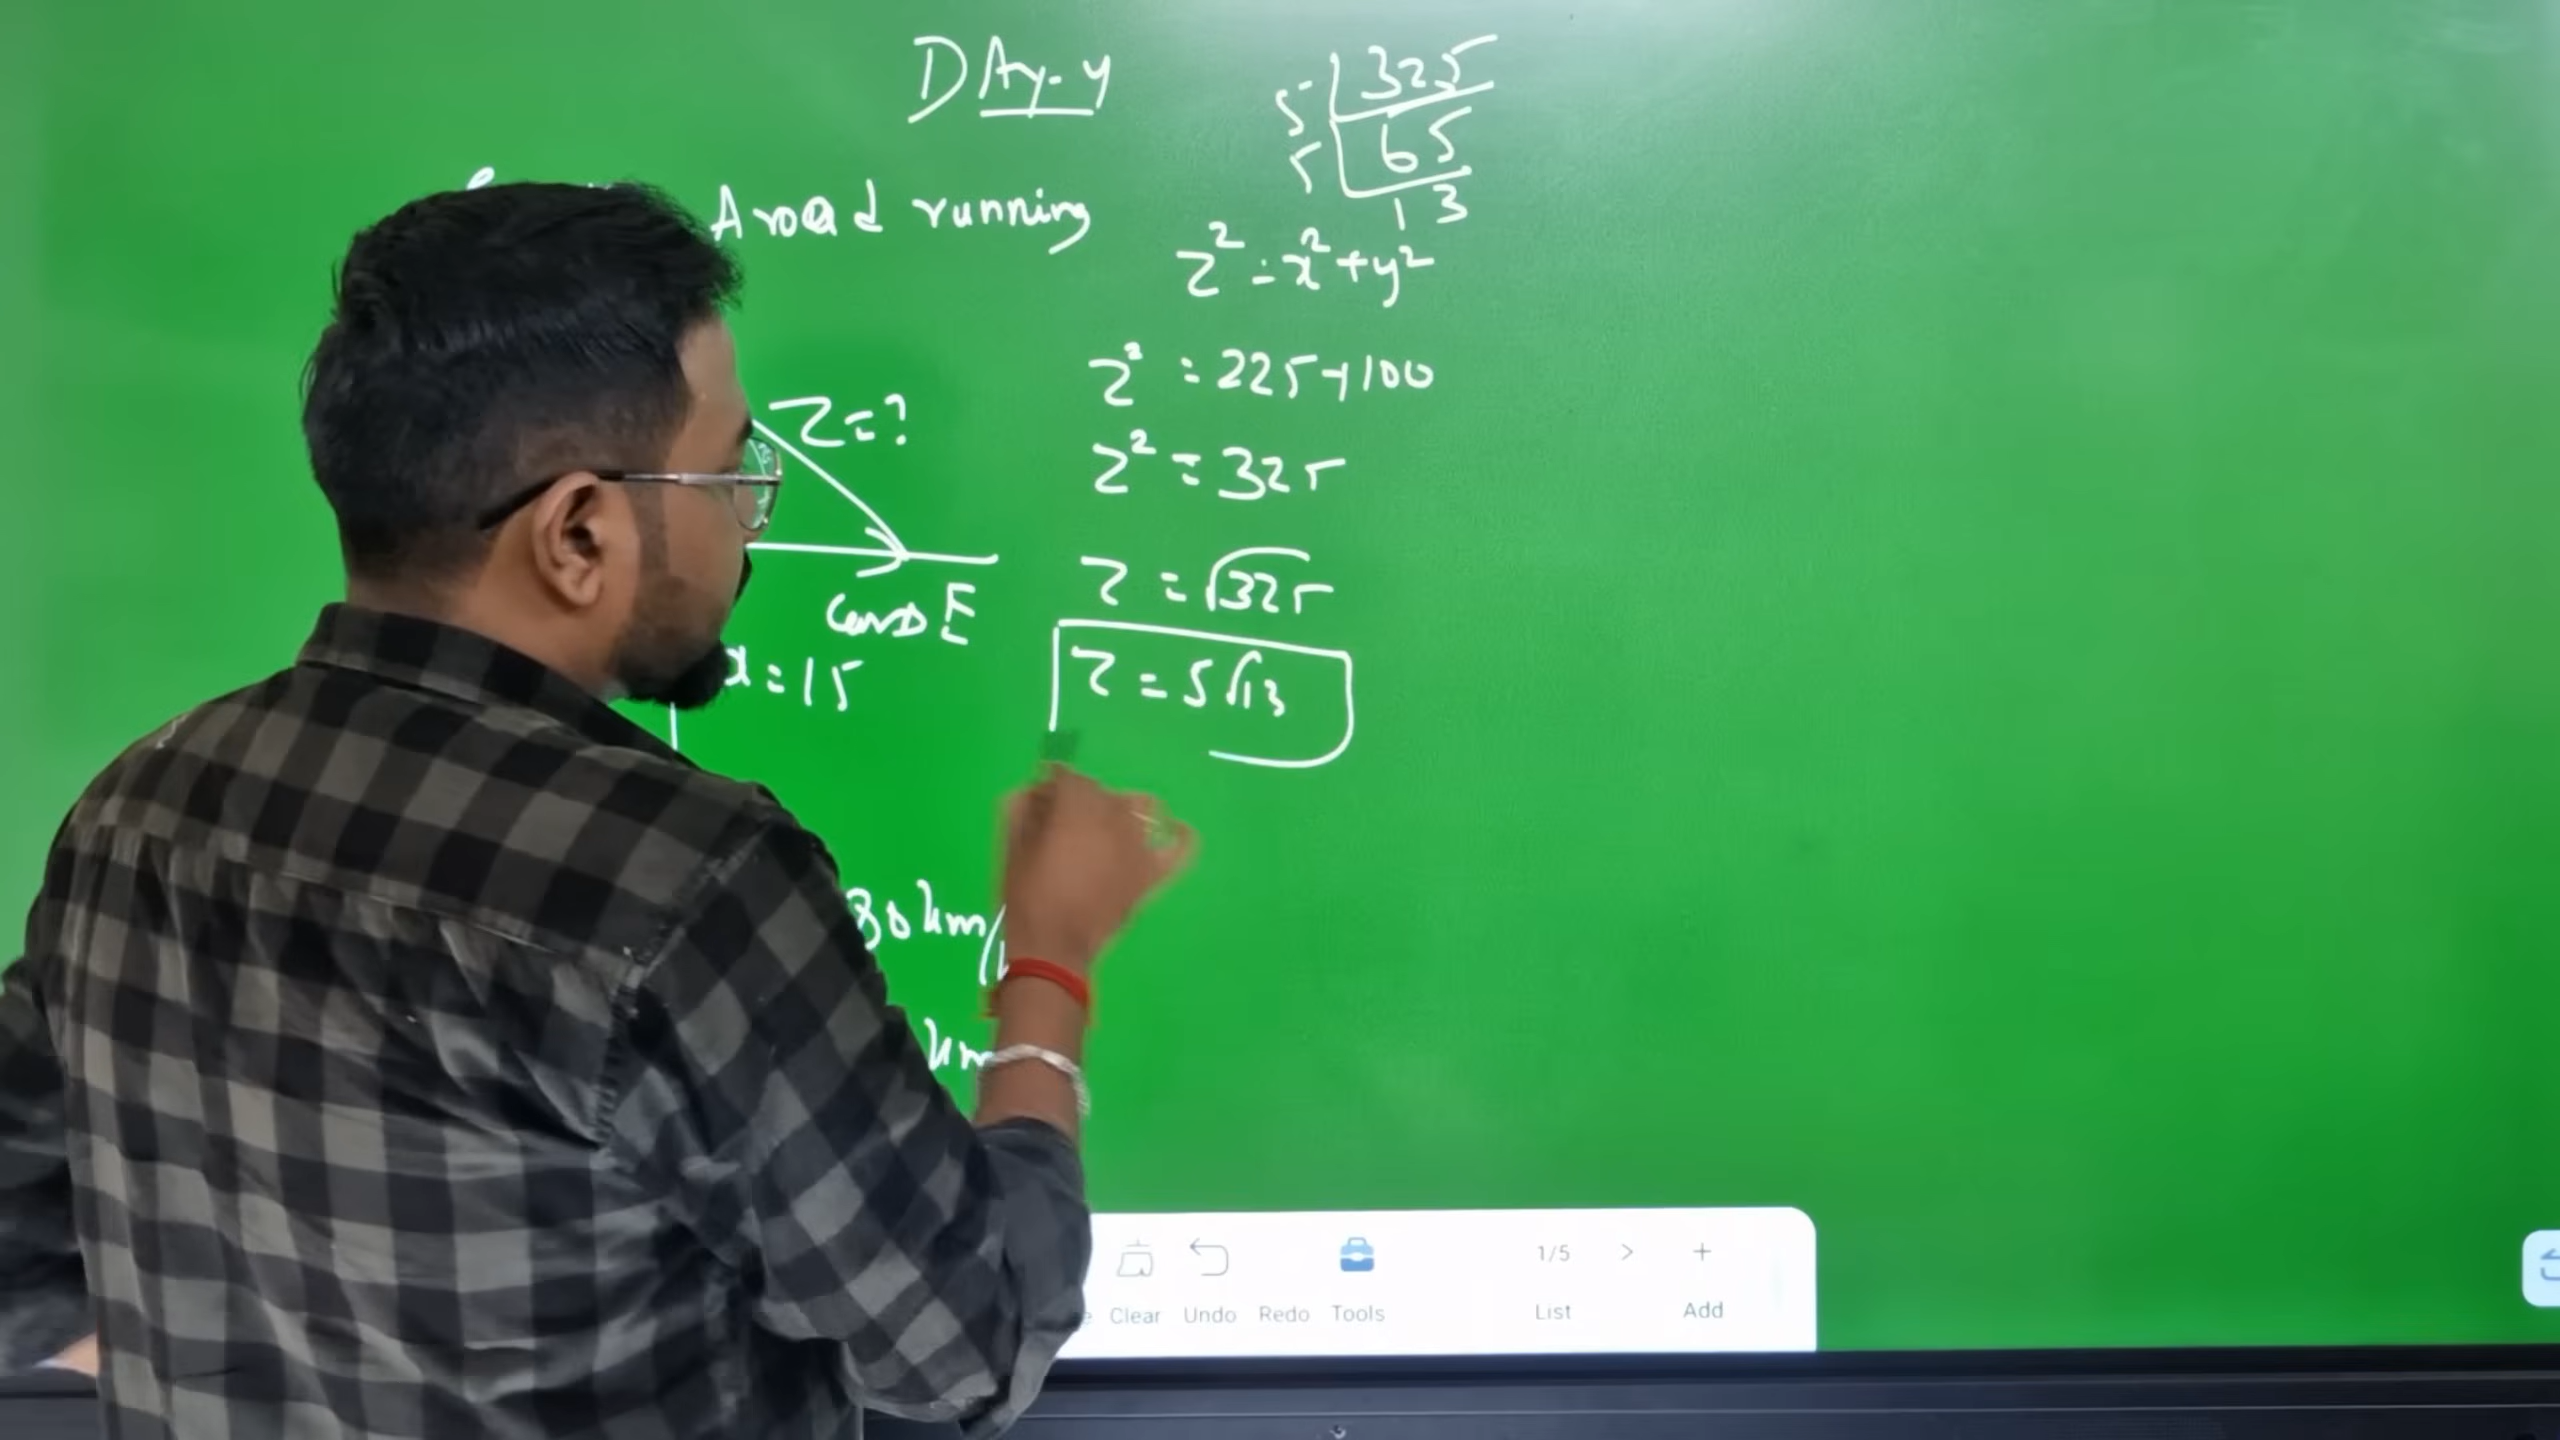 DAy-4
5 | 325
5 | 65
13
A road running
z² = x² + y²
z² = 225 + 100
z = ?
z² = 325
z = √325
E
x = 15
z = 5√13
30 km/
km
Clear Undo Redo Tools
1/5 > +
List Add